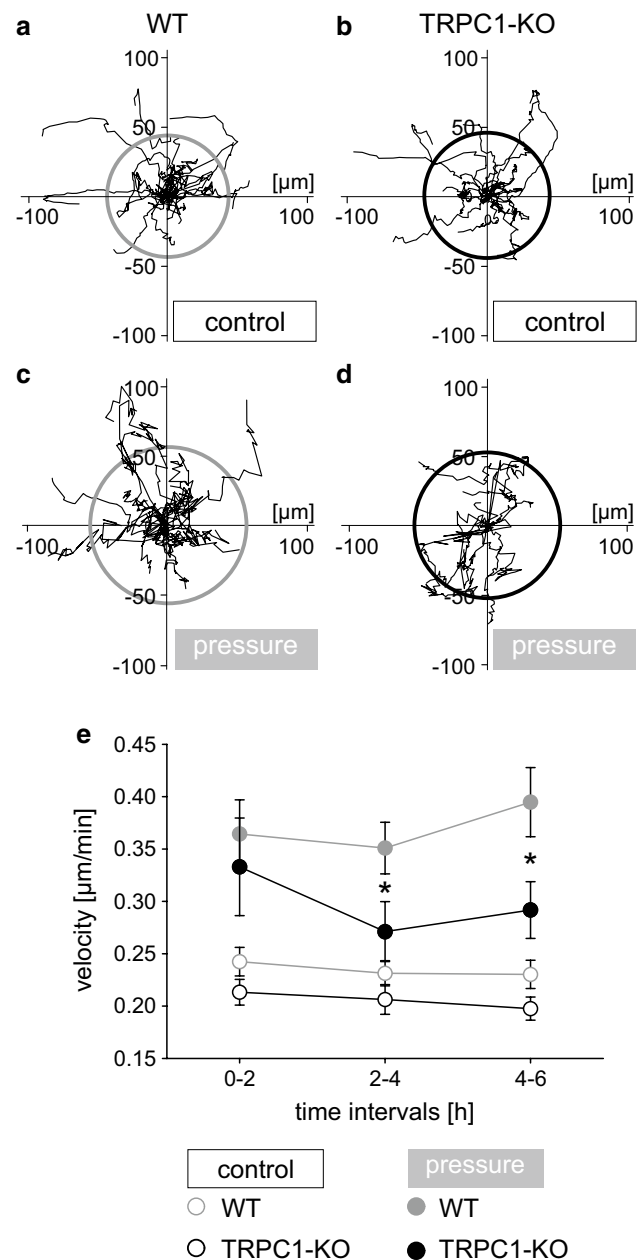 a WT
b TRPC1-KO
100
50
[µm]
-100
100
-50
-100
control
100
50
[µm]
-100
100
-50
-100
control
c
100
50
[µm]
-100
100
-50
-100
pressure
d
100
50
[µm]
-100
100
-50
-100
pressure
e
velocity [µm/min]
0.45
0.40
0.35
0.30
0.25
0.20
0.15
*
*
0-2 2-4 4-6
time intervals [h]
control pressure
WT WT
TRPC1-KO TRPC1-KO